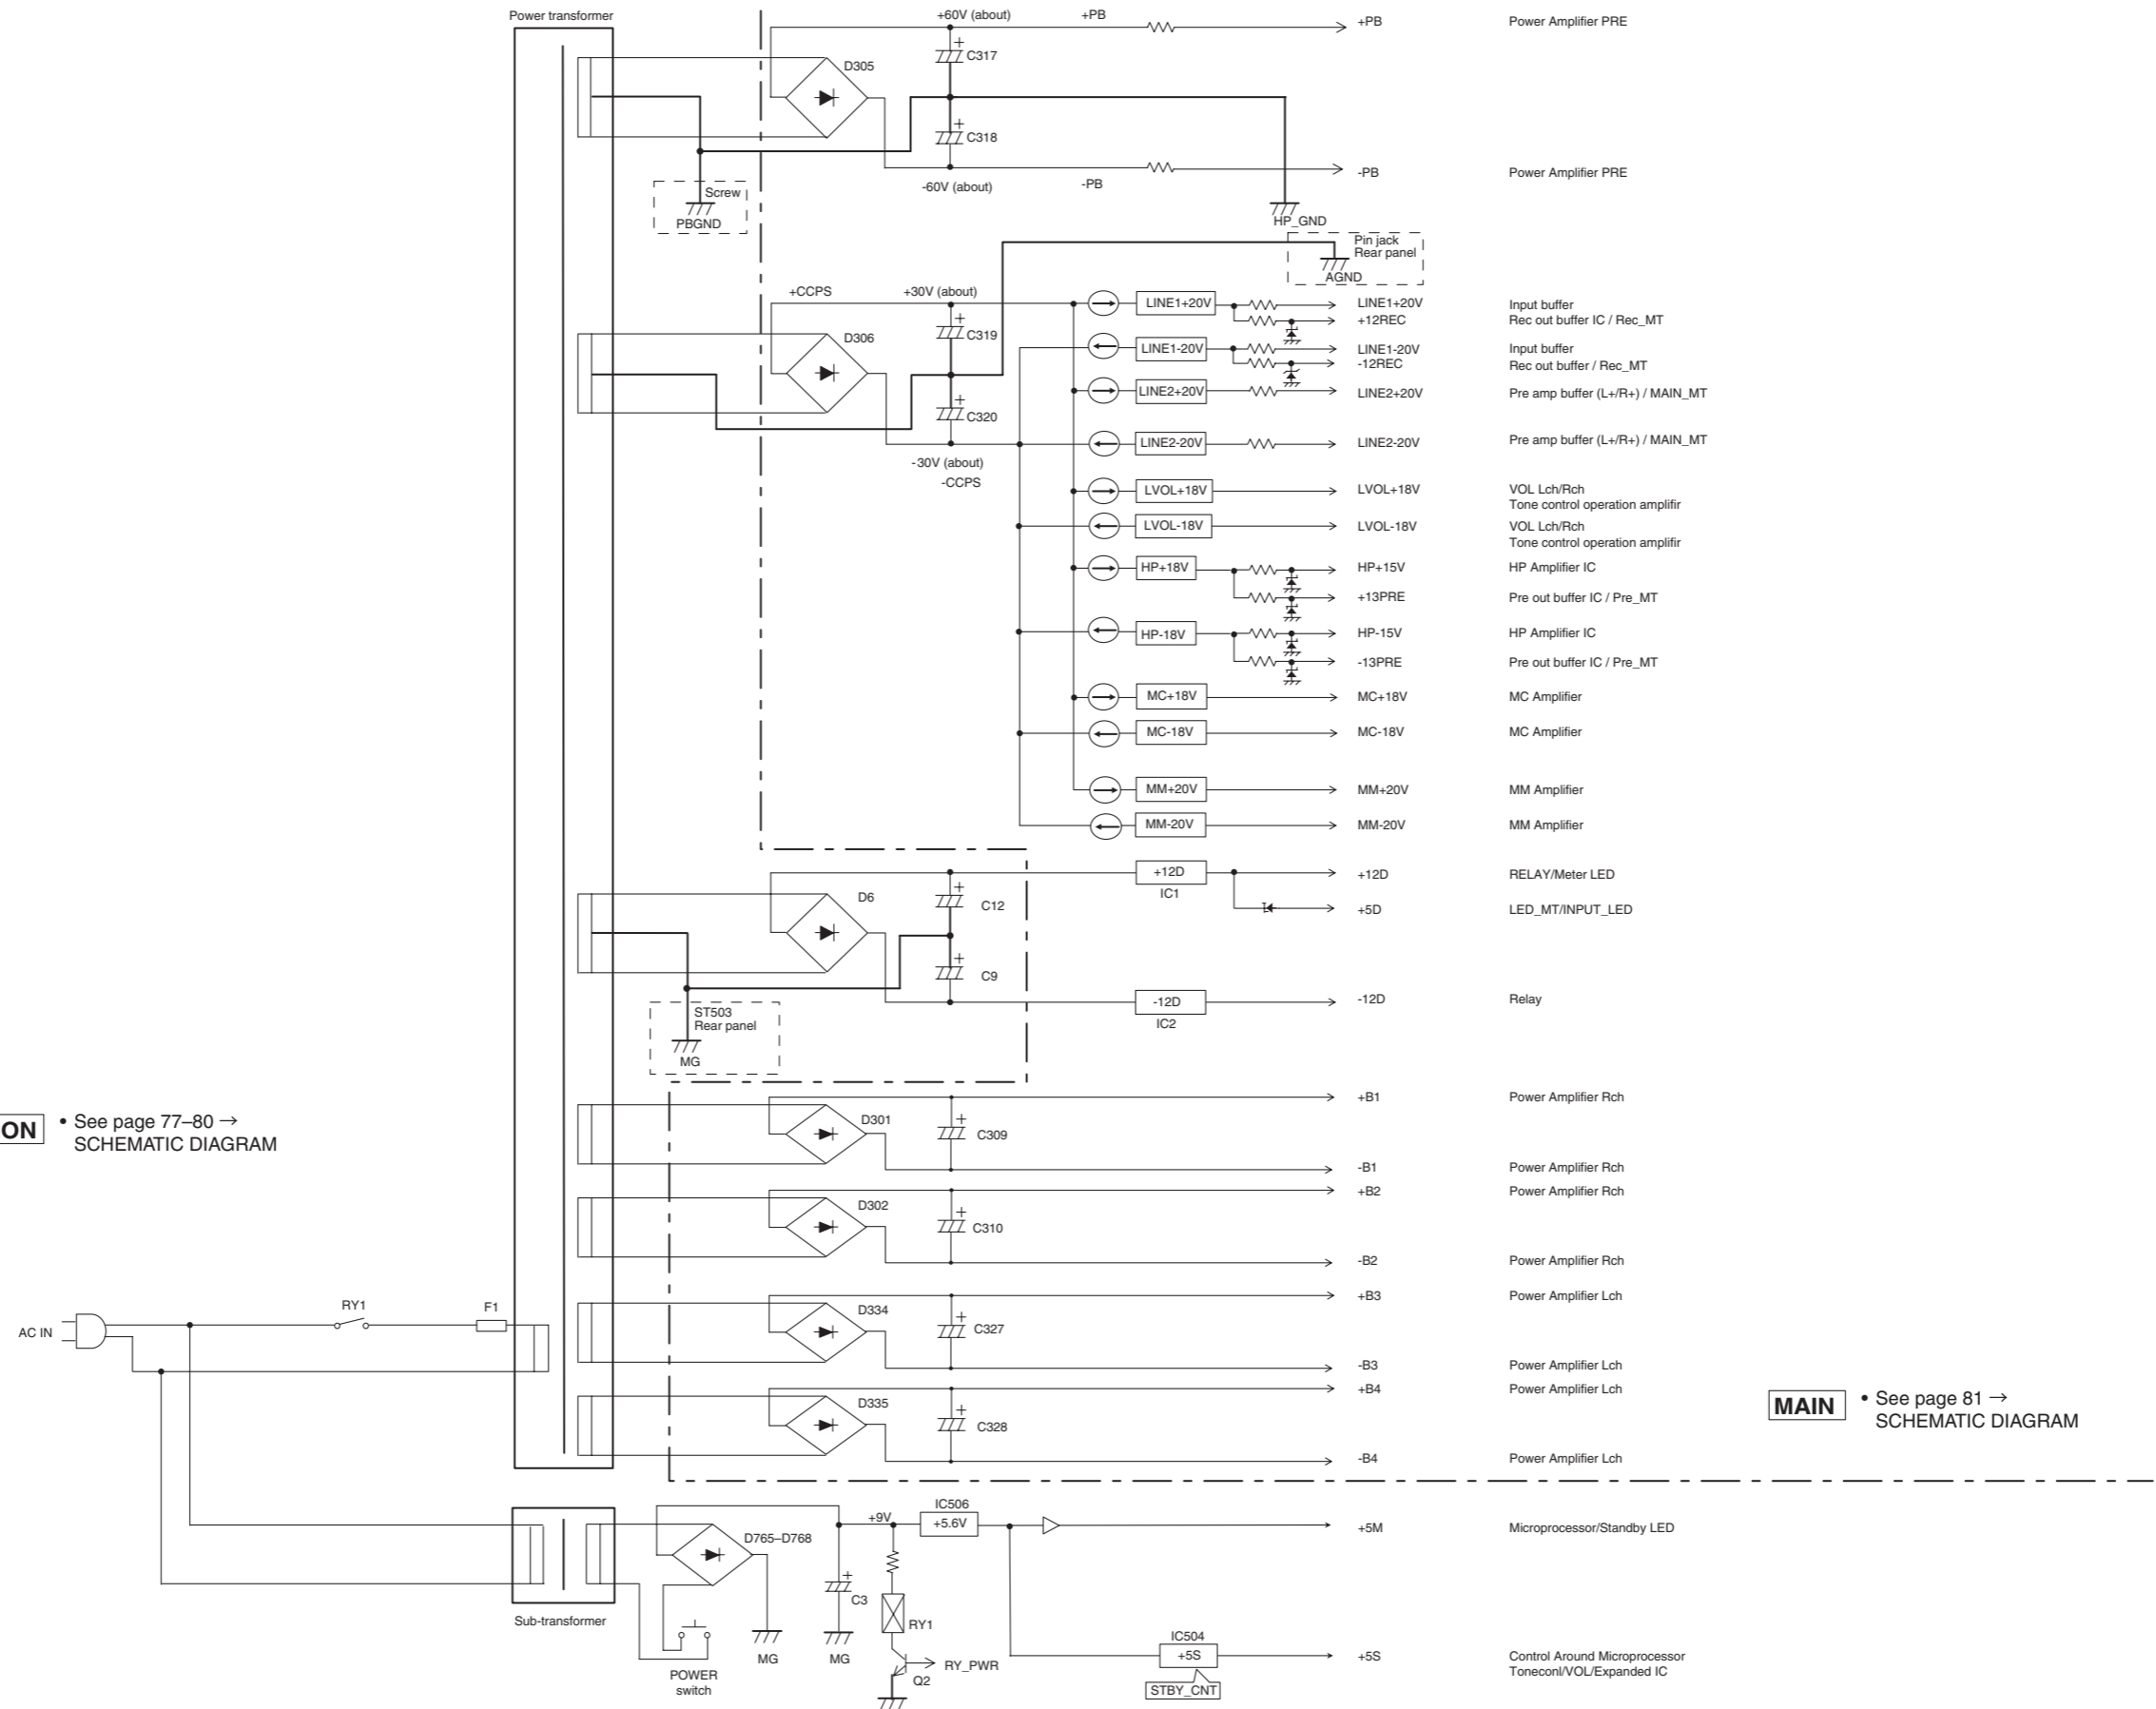 Power transformer
+60V (about)
+PB
+PB
Power Amplifier PRE
C317
D305
C318
-60V (about)
-PB
-PB
Power Amplifier PRE
Screw
PBGND
HP_GND
Pin jack
Rear panel
AGND
+CCPS
+30V (about)
C319
D306
C320
-30V (about)
-CCPS
LINE1+20V
LINE1+20V
Input buffer
+12REC
Rec out buffer IC / Rec_MT
LINE1-20V
LINE1-20V
Input buffer
-12REC
Rec out buffer / Rec_MT
LINE2+20V
LINE2+20V
Pre amp buffer (L+/R+) / MAIN_MT
LINE2-20V
LINE2-20V
Pre amp buffer (L+/R+) / MAIN_MT
LVOL+18V
LVOL+18V
VOL Lch/Rch
Tone control operation amplifir
LVOL-18V
LVOL-18V
VOL Lch/Rch
Tone control operation amplifir
HP+18V
HP+15V
HP Amplifier IC
+13PRE
Pre out buffer IC / Pre_MT
HP-18V
HP-15V
HP Amplifier IC
-13PRE
Pre out buffer IC / Pre_MT
MC+18V
MC+18V
MC Amplifier
MC-18V
MC-18V
MC Amplifier
MM+20V
MM+20V
MM Amplifier
MM-20V
MM-20V
MM Amplifier
D6
C12
C9
+12D
IC1
+12D
RELAY/Meter LED
+5D
LED_MT/INPUT_LED
-12D
IC2
-12D
Relay
ST503
Rear panel
MG
ON
• See page 77–80 →
SCHEMATIC DIAGRAM
D301
C309
+B1
Power Amplifier Rch
-B1
Power Amplifier Rch
D302
C310
+B2
Power Amplifier Rch
-B2
Power Amplifier Rch
AC IN
RY1
F1
D334
C327
+B3
Power Amplifier Lch
-B3
Power Amplifier Lch
D335
C328
+B4
Power Amplifier Lch
-B4
Power Amplifier Lch
MAIN
• See page 81 →
SCHEMATIC DIAGRAM
Sub-transformer
D765–D768
POWER
switch
MG
C3
MG
+9V
IC506
+5.6V
+5M
Microprocessor/Standby LED
RY1
Q2
RY_PWR
IC504
+5S
STBY_CNT
+5S
Control Around Microprocessor
Toneconl/VOL/Expanded IC